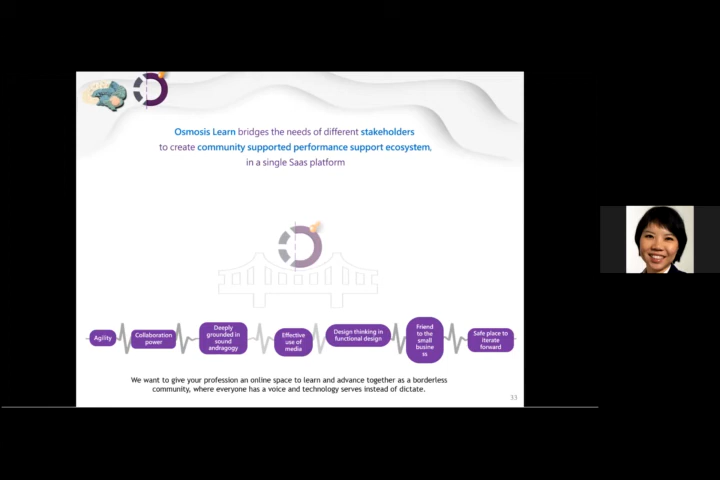 Osmosis Learn bridges the needs of different stakeholders
to create community supported performance support ecosystem,
in a single Saas platform
Agility
Collaboration
power
Deeply
grounded in
sound
andragogy
Effective
use of
media
Design thinking in
functional design
Friend
to the
small
busine
ss
Safe place to
iterate
forward
We want to give your profession an online space to learn and advance together as a borderless
community, where everyone has a voice and technology serves instead of dictate.
33